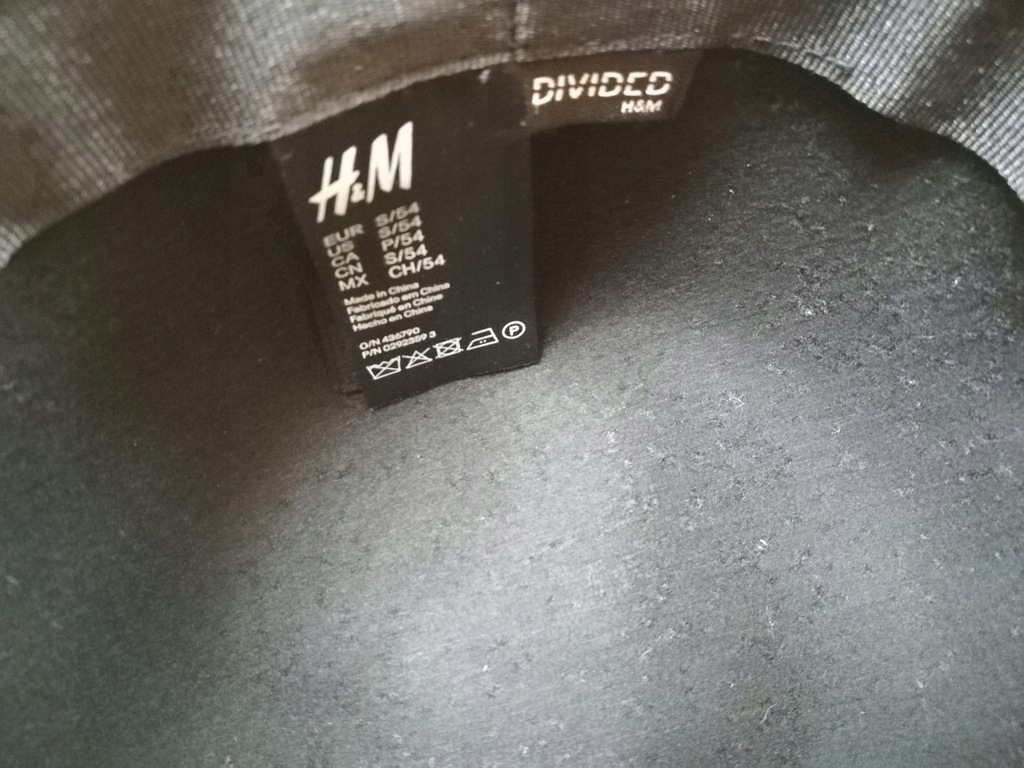 DIVIDED
H&M
H&M
EUR S/54
US S/54
CA P/54
CN S/54
MX CH/54
Made in China
Fabricado em China
Fabriqué en Chine
Hecho en China
O/N 436790
P/N 0292359 3
P